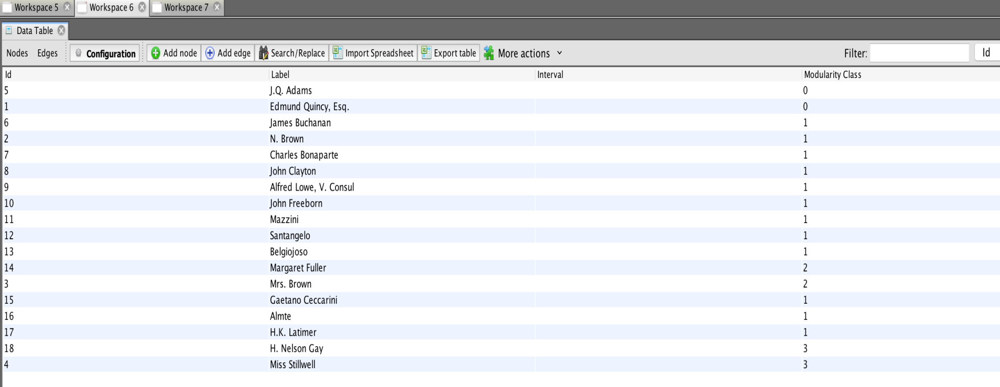 Workspace 5 Workspace 6 Workspace 7
Data Table
Nodes Edges Configuration Add node Add edge Search/Replace Import Spreadsheet Export table More actions Filter: Id
Id Label Interval Modularity Class
5 J.Q. Adams 0
1 Edmund Quincy, Esq. 0
6 James Buchanan 1
2 N. Brown 1
7 Charles Bonaparte 1
8 John Clayton 1
9 Alfred Lowe, V. Consul 1
10 John Freeborn 1
11 Mazzini 1
12 Santangelo 1
13 Belgiojoso 1
14 Margaret Fuller 2
3 Mrs. Brown 2
15 Gaetano Ceccarini 1
16 Almte 1
17 H.K. Latimer 1
18 H. Nelson Gay 3
4 Miss Stillwell 3